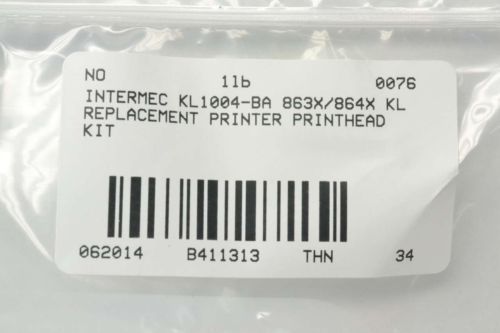 NO 1lb 0076
INTERMEC KL1004-BA 863X/864X KL
REPLACEMENT PRINTER PRINTHEAD
KIT
062014 B411313 THN 34